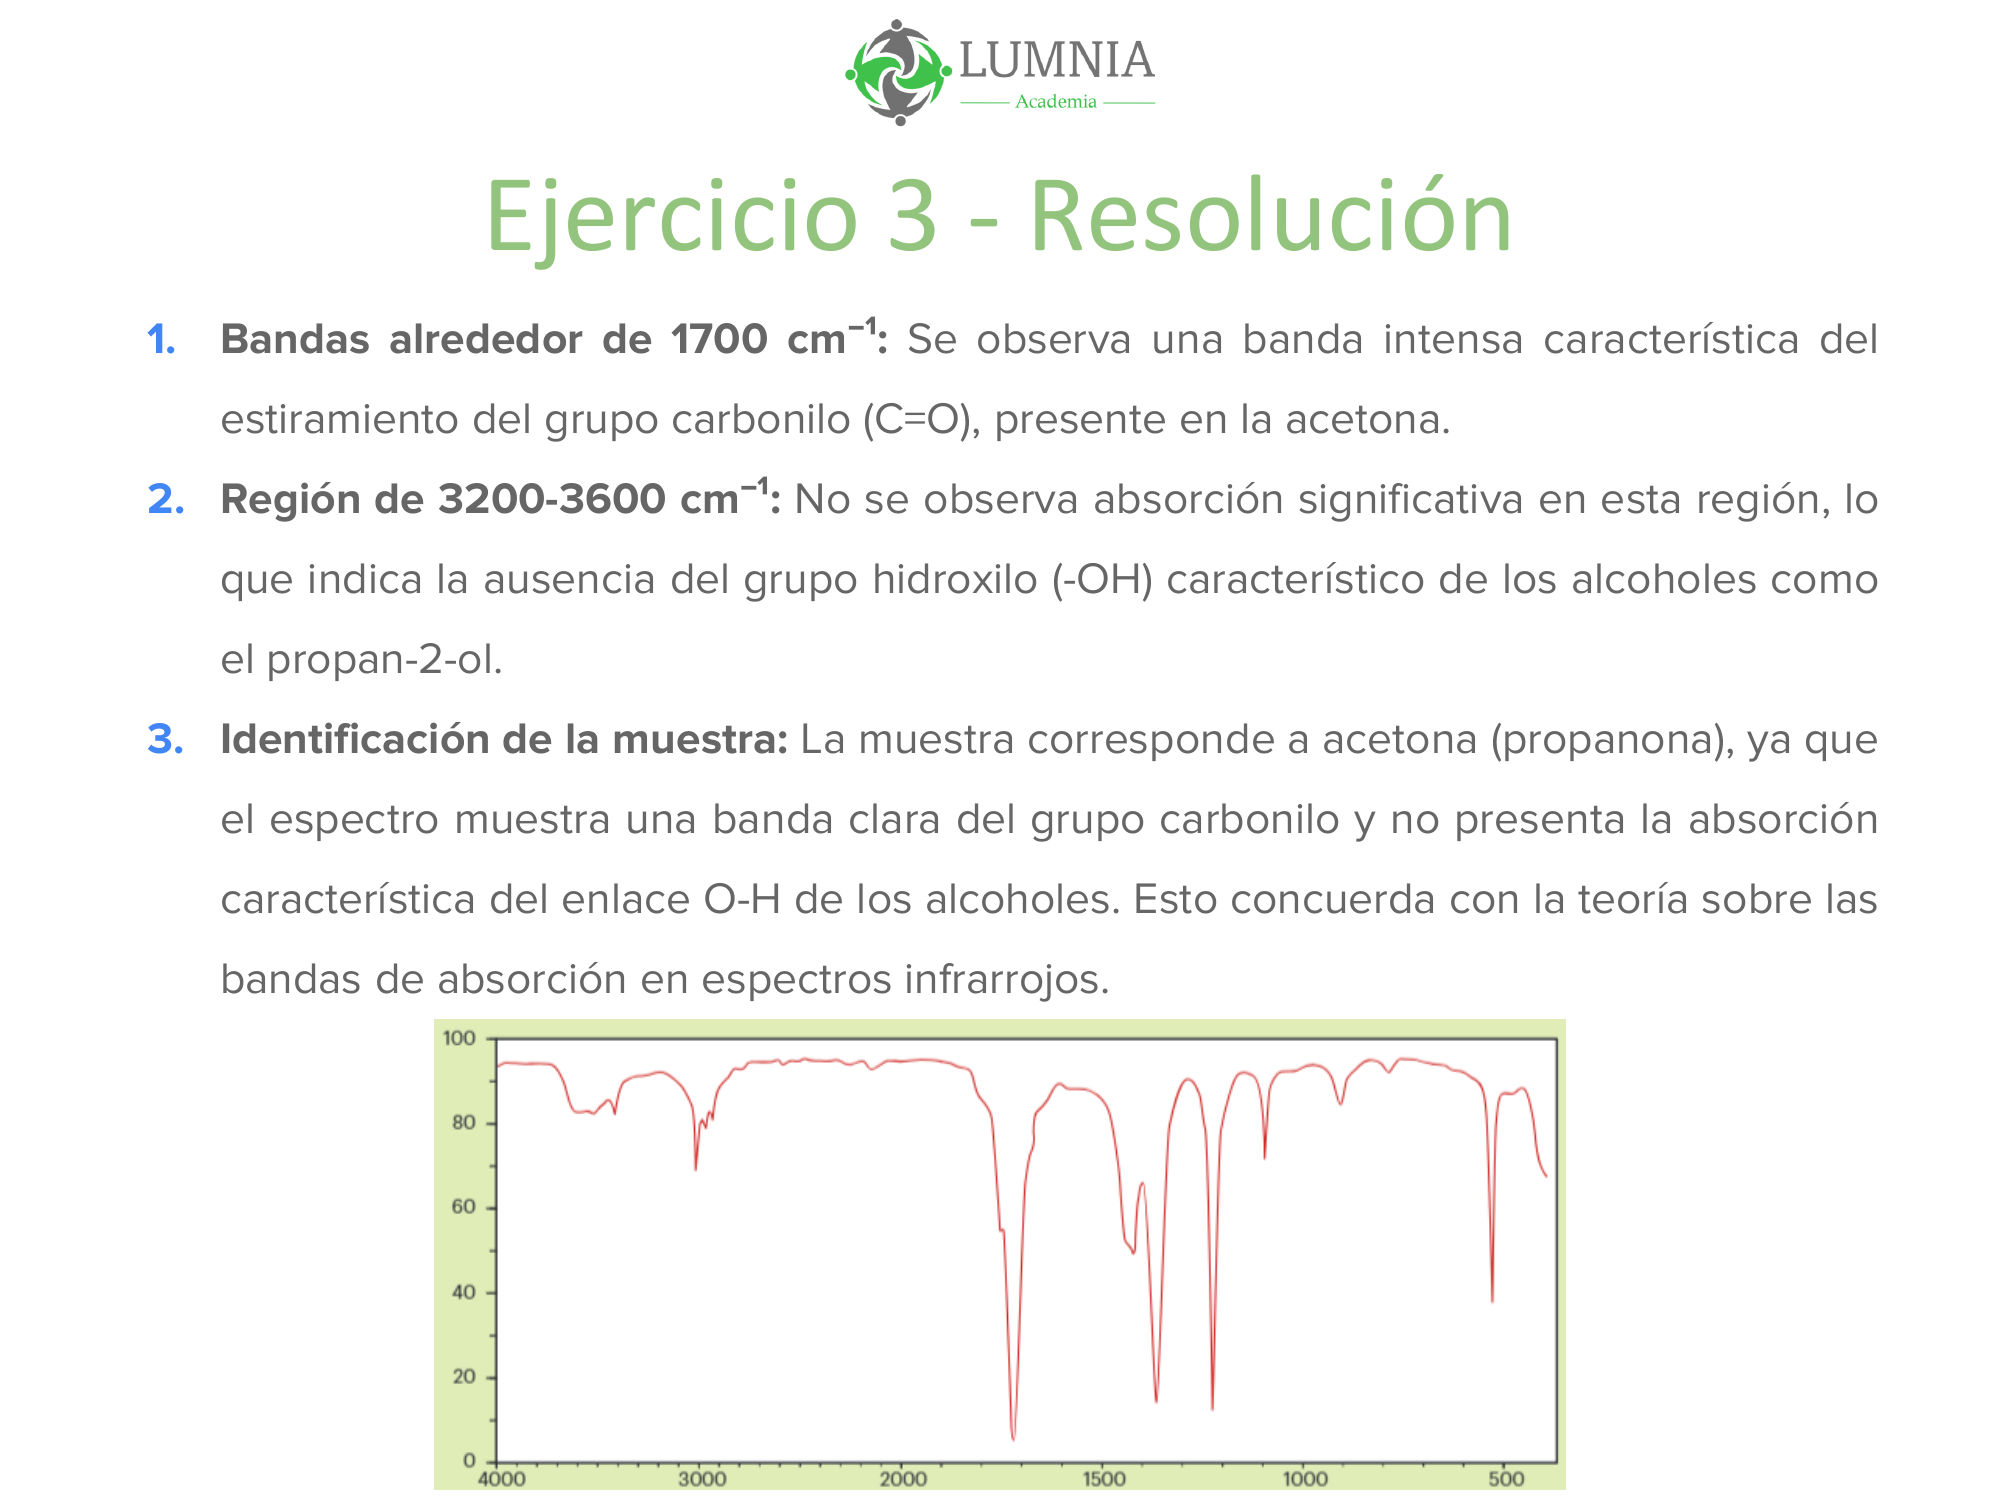 LUMNIA
Academia
Ejercicio 3 - Resolución
1. Bandas alrededor de 1700 cm⁻¹: Se observa una banda intensa característica del
estiramiento del grupo carbonilo (C=O), presente en la acetona.
2. Región de 3200-3600 cm⁻¹: No se observa absorción significativa en esta región, lo
que indica la ausencia del grupo hidroxilo (-OH) característico de los alcoholes como
el propan-2-ol.
3. Identificación de la muestra: La muestra corresponde a acetona (propanona), ya que
el espectro muestra una banda clara del grupo carbonilo y no presenta la absorción
característica del enlace O-H de los alcoholes. Esto concuerda con la teoría sobre las
bandas de absorción en espectros infrarrojos.
100
80
60
40
20
0
4000 3000 2000 1500 1000 500